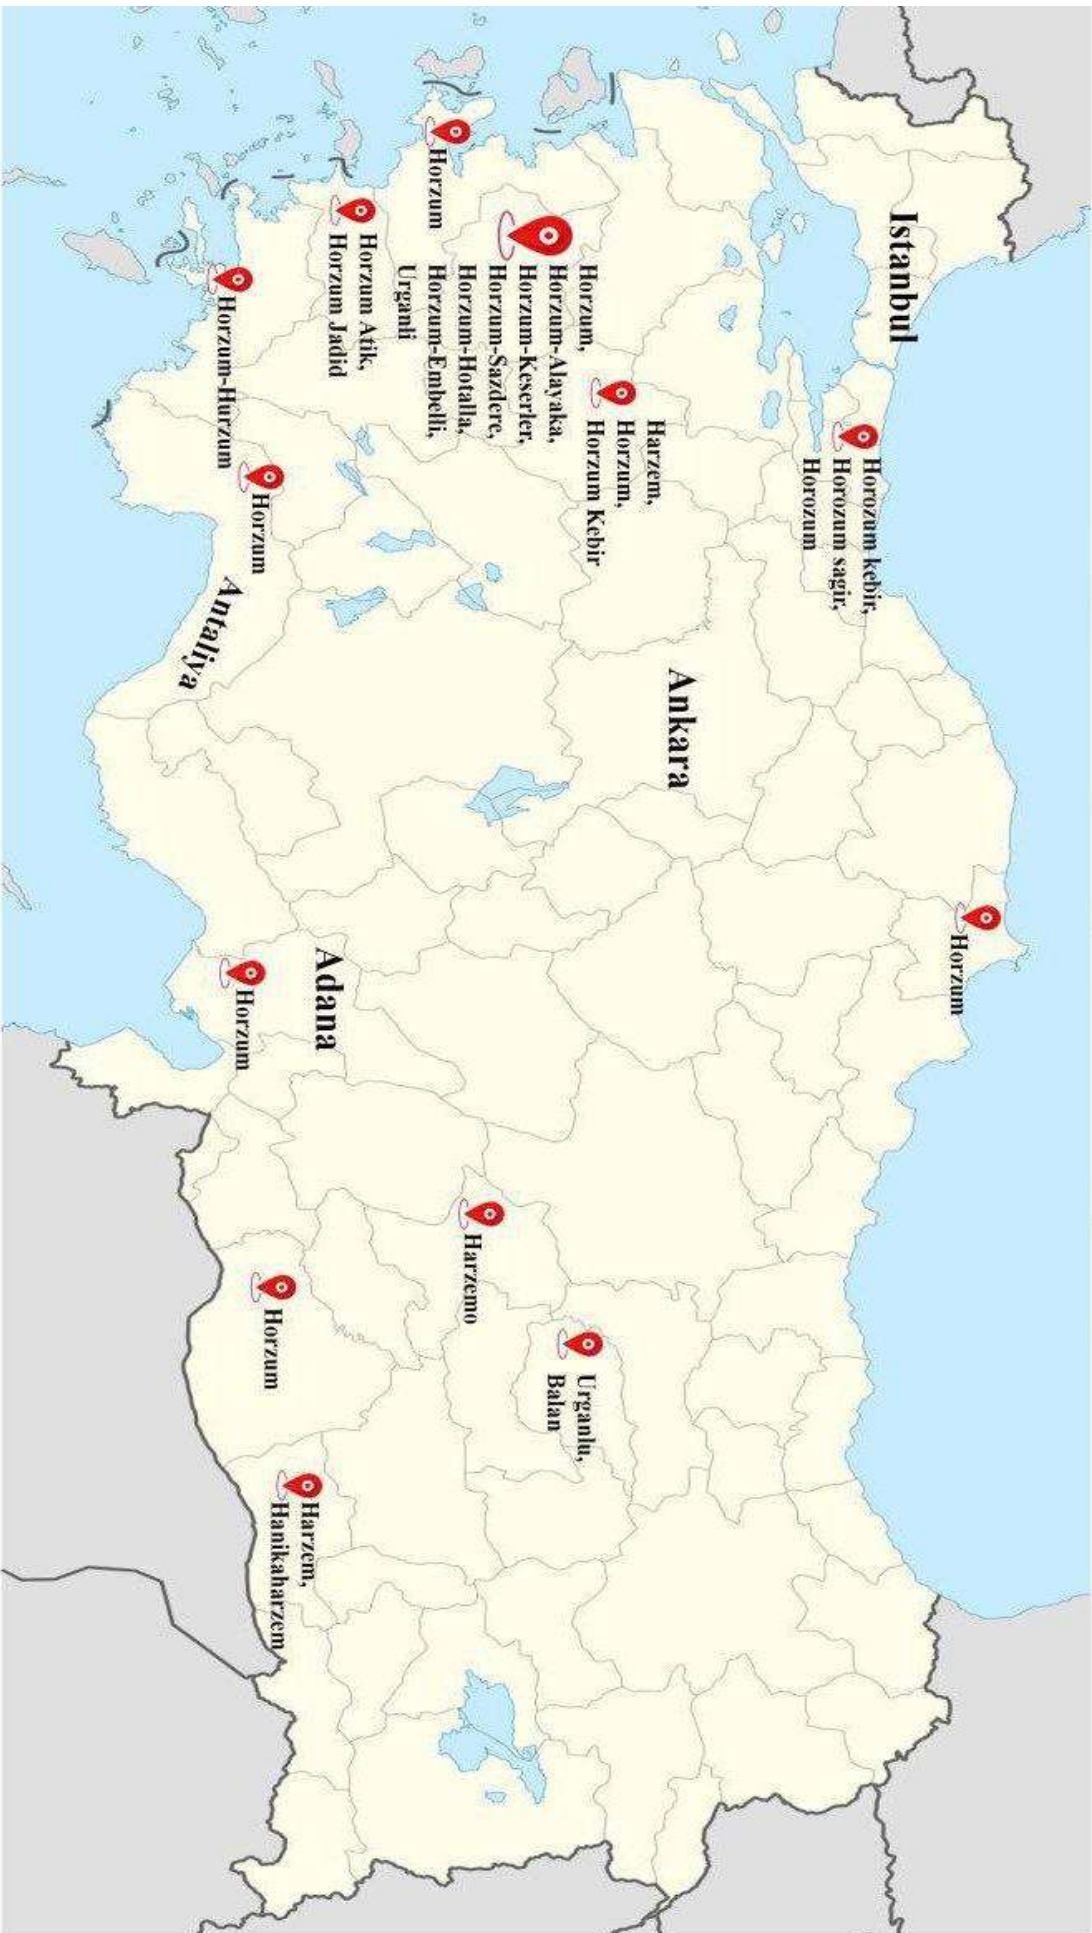 Istanbul
Horozum kebir,
Horozum sagir,
Horozum
Horzum
Ankara
Harzem,
Horzum,
Horzum Kebir
Horzum,
Horzum-Alayaka,
Horzum-Keserler,
Horzum-Sazdere,
Horzum-Hotalla,
Horzum-Embelli,
Urganli
Horzum
Horzum Atik,
Horzum Jadid
Horzum-Hurzum
Horzum
Antaliya
Adana
Horzum
Harzemo
Urganlu,
Balan
Horzum
Harzem,
Hanikaharzem